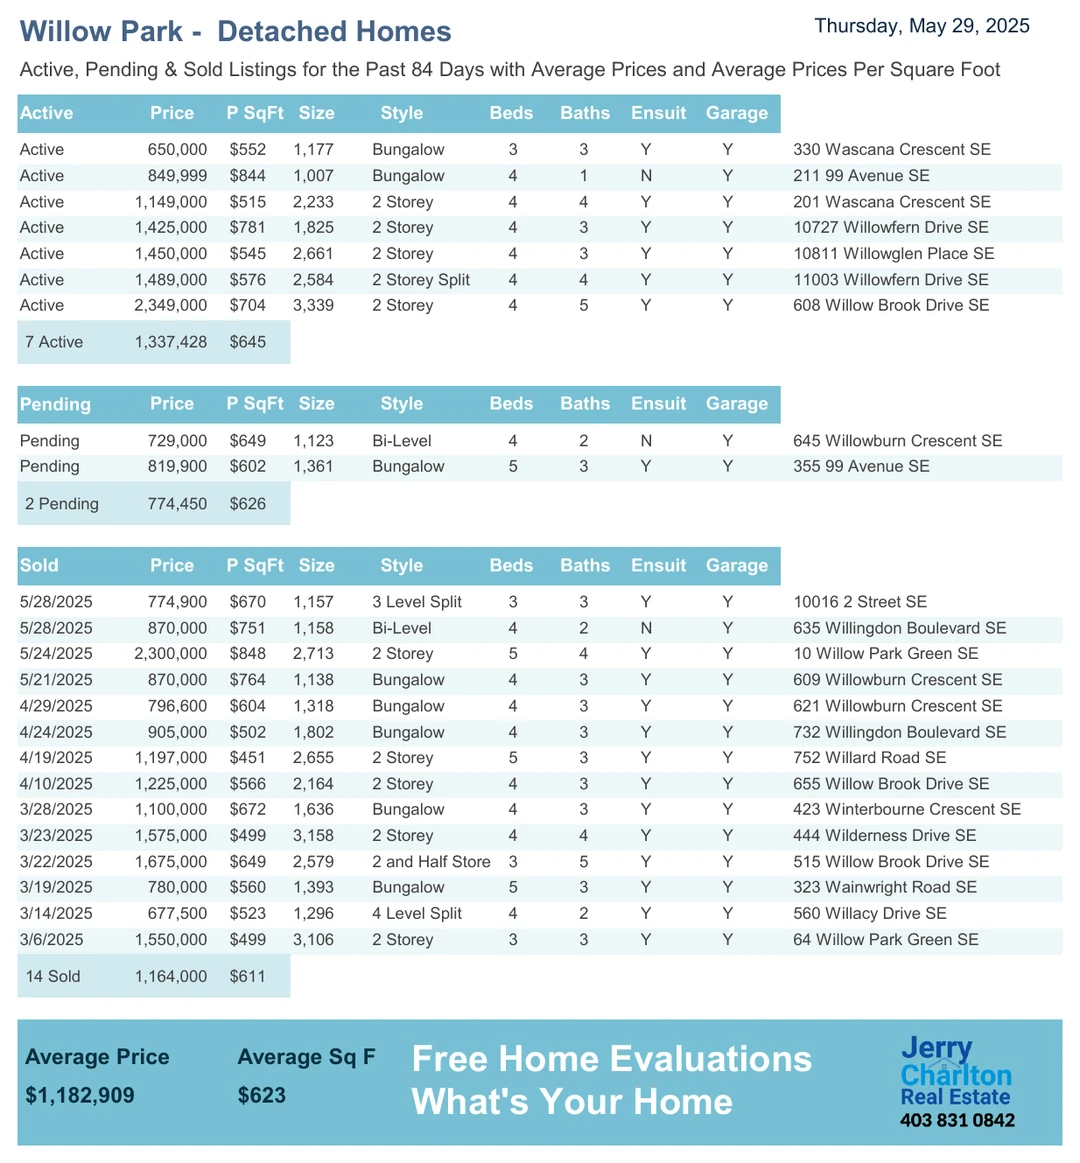 Willow Park -  Detached Homes
Thursday, May 29, 2025
Active, Pending & Sold Listings for the Past 84 Days with Average Prices and Average Prices Per Square Foot
Active Price P SqFt Size Style Beds Baths Ensuit Garage
Active 650,000 $552 1,177 Bungalow 3 3 Y Y 330 Wascana Crescent SE
Active 849,999 $844 1,007 Bungalow 4 1 N Y 211 99 Avenue SE
Active 1,149,000 $515 2,233 2 Storey 4 4 Y Y 201 Wascana Crescent SE
Active 1,425,000 $781 1,825 2 Storey 4 3 Y Y 10727 Willowfern Drive SE
Active 1,450,000 $545 2,661 2 Storey 4 3 Y Y 10811 Willowglen Place SE
Active 1,489,000 $576 2,584 2 Storey Split 4 4 Y Y 11003 Willowfern Drive SE
Active 2,349,000 $704 3,339 2 Storey 4 5 Y Y 608 Willow Brook Drive SE
7 Active 1,337,428 $645
Pending Price P SqFt Size Style Beds Baths Ensuit Garage
Pending 729,000 $649 1,123 Bi-Level 4 2 N Y 645 Willowburn Crescent SE
Pending 819,900 $602 1,361 Bungalow 5 3 Y Y 355 99 Avenue SE
2 Pending 774,450 $626
Sold Price P SqFt Size Style Beds Baths Ensuit Garage
5/28/2025 774,900 $670 1,157 3 Level Split 3 3 Y Y 10016 2 Street SE
5/28/2025 870,000 $751 1,158 Bi-Level 4 2 N Y 635 Willingdon Boulevard SE
5/24/2025 2,300,000 $848 2,713 2 Storey 5 4 Y Y 10 Willow Park Green SE
5/21/2025 870,000 $764 1,138 Bungalow 4 3 Y Y 609 Willowburn Crescent SE
4/29/2025 796,600 $604 1,318 Bungalow 4 3 Y Y 621 Willowburn Crescent SE
4/24/2025 905,000 $502 1,802 Bungalow 4 3 Y Y 732 Willingdon Boulevard SE
4/19/2025 1,197,000 $451 2,655 2 Storey 5 3 Y Y 752 Willard Road SE
4/10/2025 1,225,000 $566 2,164 2 Storey 4 3 Y Y 655 Willow Brook Drive SE
3/28/2025 1,100,000 $672 1,636 Bungalow 4 3 Y Y 423 Winterbourne Crescent SE
3/23/2025 1,575,000 $499 3,158 2 Storey 4 4 Y Y 444 Wilderness Drive SE
3/22/2025 1,675,000 $649 2,579 2 and Half Store 3 5 Y Y 515 Willow Brook Drive SE
3/19/2025 780,000 $560 1,393 Bungalow 5 3 Y Y 323 Wainwright Road SE
3/14/2025 677,500 $523 1,296 4 Level Split 4 2 Y Y 560 Willacy Drive SE
3/6/2025 1,550,000 $499 3,106 2 Storey 3 3 Y Y 64 Willow Park Green SE
14 Sold 1,164,000 $611
Average Price Average Sq F
$1,182,909 $623
Free Home Evaluations
What's Your Home
Jerry
Charlton
Real Estate
403 831 0842